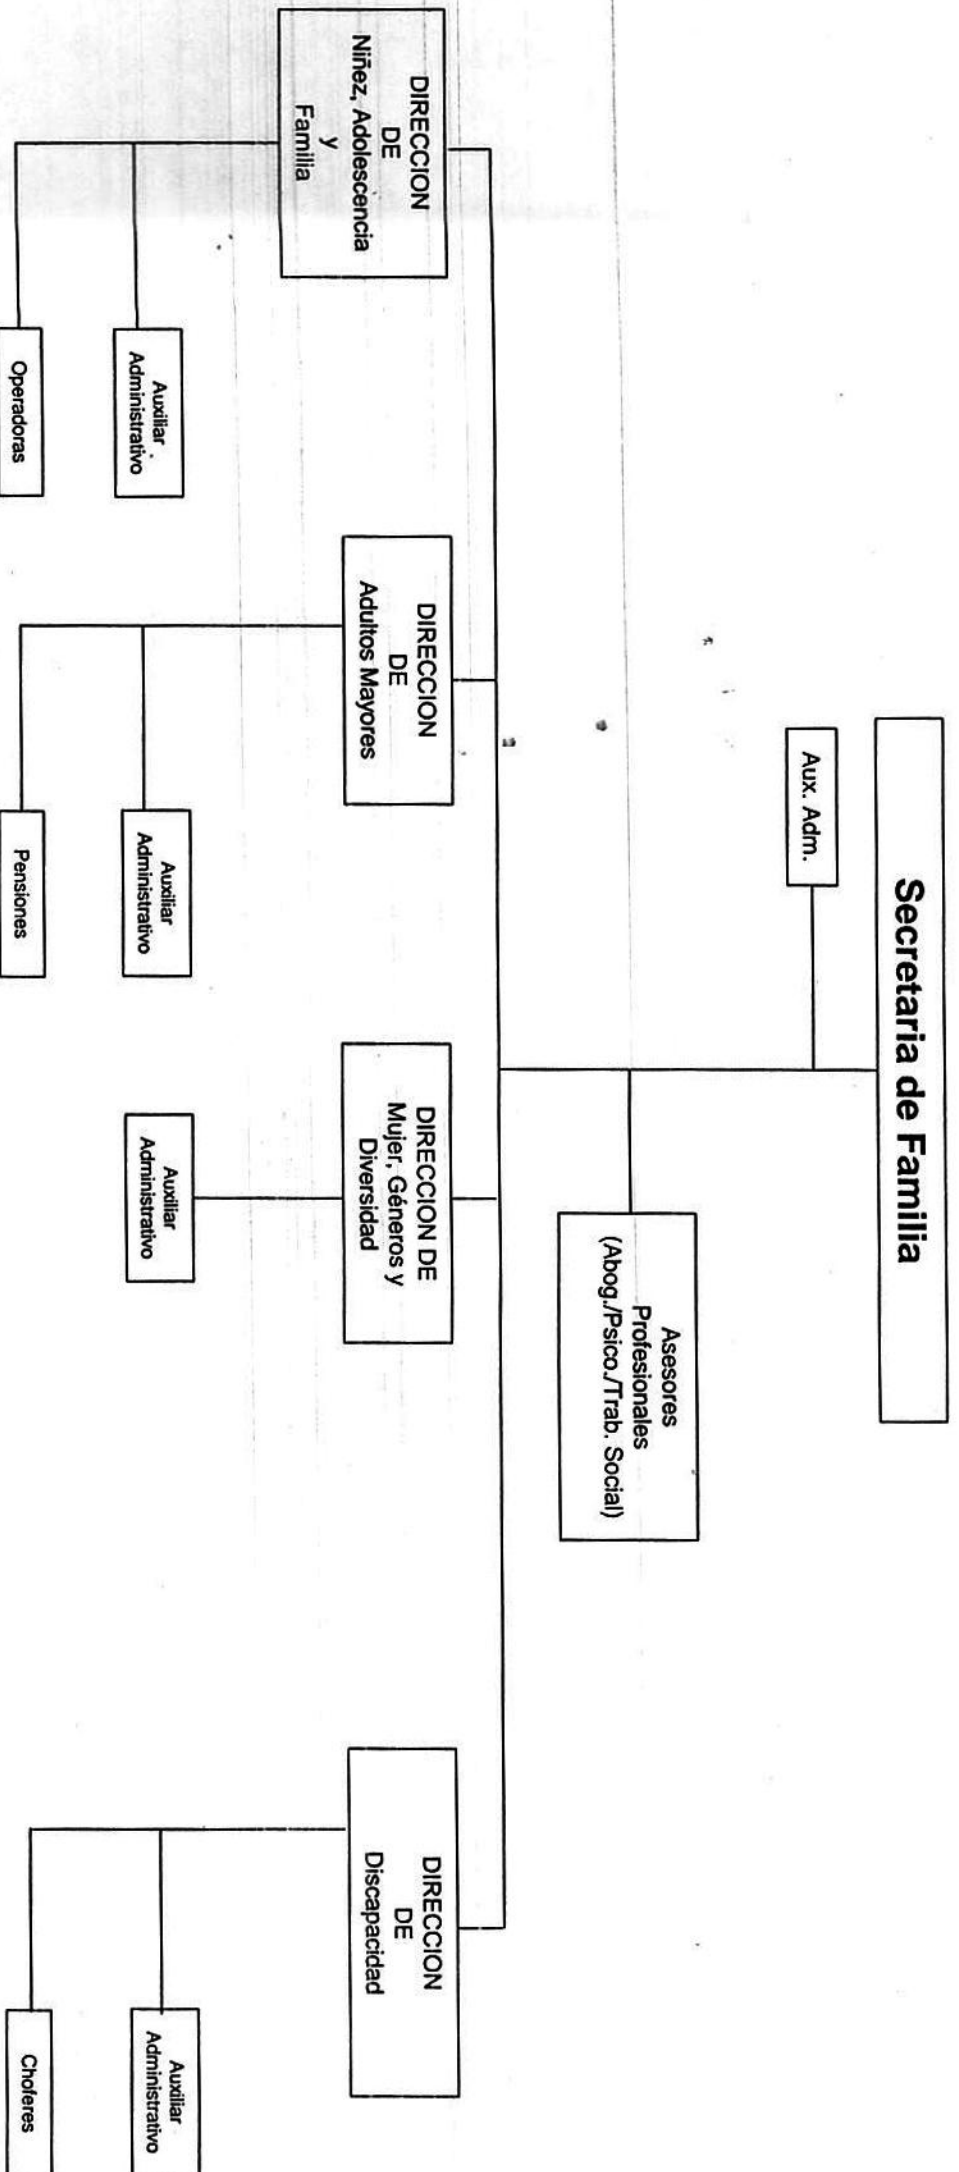 Secretaria de Familia
Aux. Adm.
Asesores
Profesionales
(Abog./Psico./Trab. Social)
DIRECCION
DE
Niñez, Adolescencia
y
Familia
DIRECCION
DE
Adultos Mayores
DIRECCION DE
Mujer, Géneros y
Diversidad
DIRECCION
DE
Discapacidad
Auxiliar
Administrativo
Operadoras
Auxiliar
Administrativo
Pensiones
Auxiliar
Administrativo
Auxiliar
Administrativo
Choferes